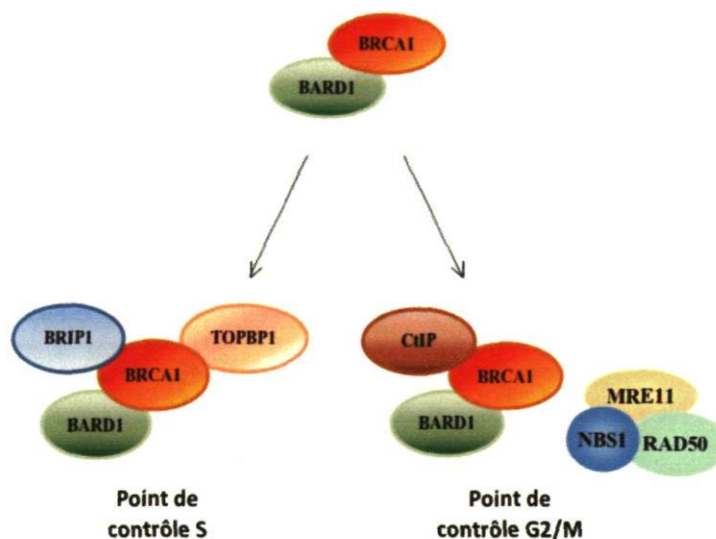 BRCA1
BARD1
BRIP1
TOPBP1
BRCA1
BARD1
CtIP
BRCA1
BARD1
MRE11
NBS1
RAD50
Point de
contrôle S
Point de
contrôle G2/M